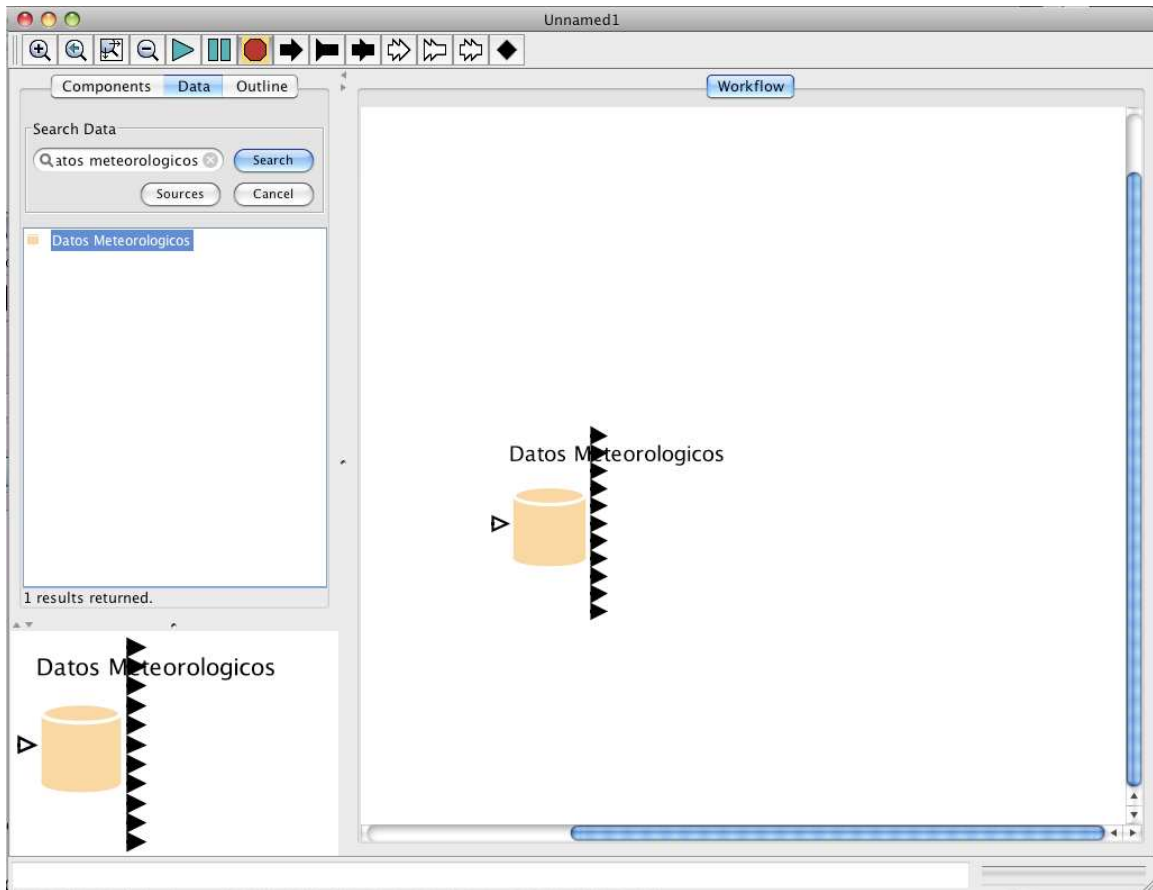 Unnamed1
Components Data Outline
Workflow
Search Data
atos meteorologicos Search
Sources Cancel
Datos Meteorologicos
Datos Meteorologicos
1 results returned.
Datos Meteorologicos